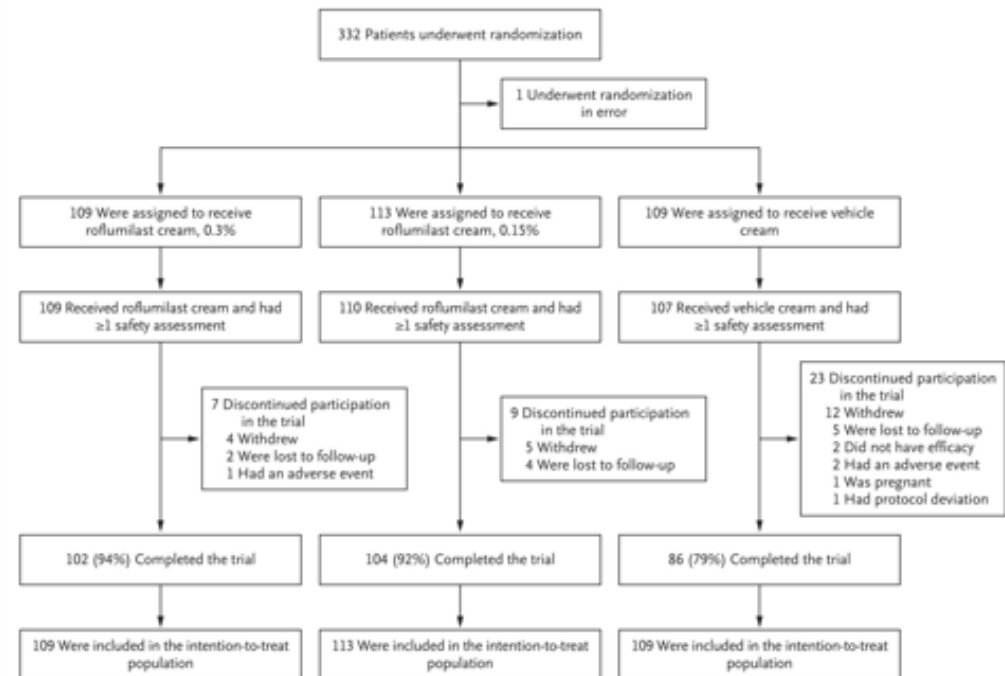 332 Patients underwent randomization
1 Underwent randomization
in error
109 Were assigned to receive
roflumilast cream, 0.3%
113 Were assigned to receive
roflumilast cream, 0.15%
109 Were assigned to receive vehicle
cream
109 Received roflumilast cream and had
≥1 safety assessment
110 Received roflumilast cream and had
≥1 safety assessment
107 Received vehicle cream and had
≥1 safety assessment
7 Discontinued participation
in the trial
4 Withdrew
2 Were lost to follow-up
1 Had an adverse event
9 Discontinued participation
in the trial
5 Withdrew
4 Were lost to follow-up
23 Discontinued participation
in the trial
12 Withdrew
5 Were lost to follow-up
2 Did not have efficacy
2 Had an adverse event
1 Was pregnant
1 Had protocol deviation
102 (94%) Completed the trial
104 (92%) Completed the trial
86 (79%) Completed the trial
109 Were included in the intention-to-treat
population
113 Were included in the intention-to-treat
population
109 Were included in the intention-to-treat
population